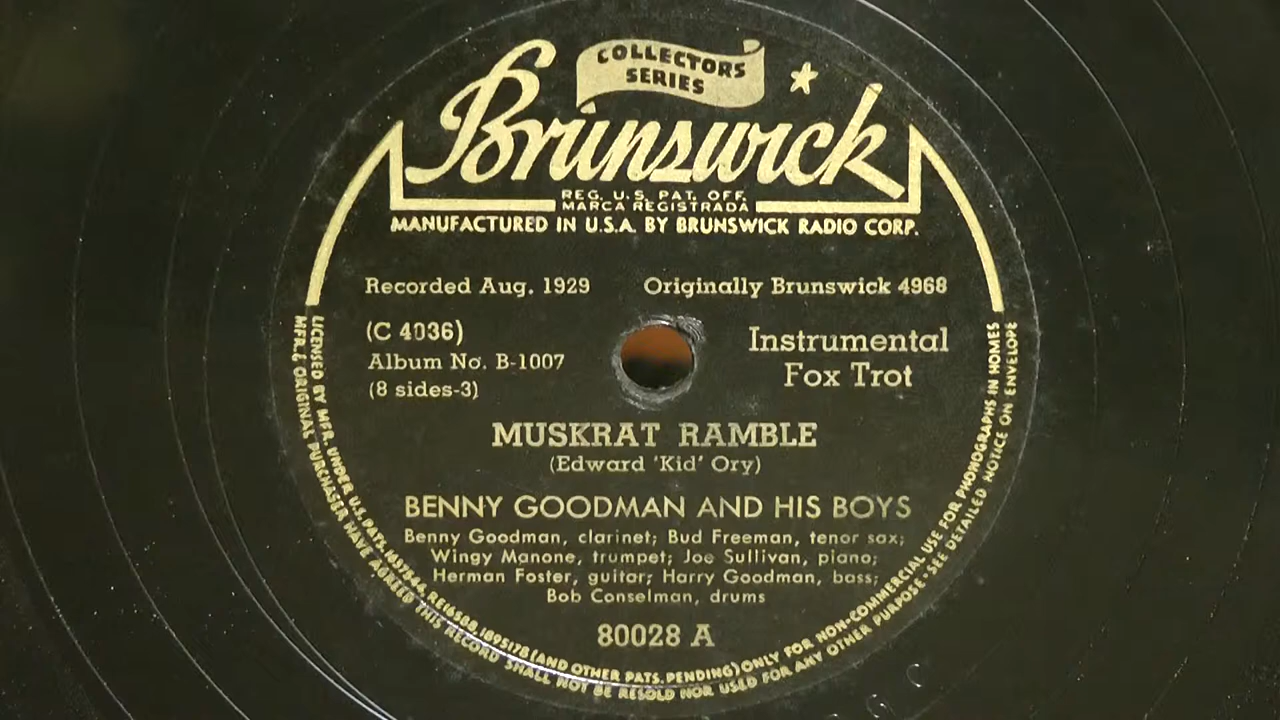 COLLECTORS
SERIES
Brunswick
REG. U.S. PAT. OFF.
MARCA REGISTRADA
MANUFACTURED IN U.S.A. BY BRUNSWICK RADIO CORP.
Recorded Aug. 1929 Originally Brunswick 4968
(C 4036)
Album No. B-1007
(8 sides-3)
Instrumental
Fox Trot
MUSKRAT RAMBLE
(Edward 'Kid' Ory)
BENNY GOODMAN AND HIS BOYS
Benny Goodman, clarinet; Bud Freeman, tenor sax;
Wingy Manone, trumpet; Joe Sullivan, piano;
Herman Foster, guitar; Harry Goodman, bass;
Bob Conselman, drums
80028 A
LICENSED BY MFR. UNDER U.S. PATS. 1637544, RE16588, 1895178 (AND OTHER PATS. PENDING) ONLY FOR NON-COMMERCIAL USE FOR PHONOGRAPHS IN HOMES
MFR. & ORIGINAL PURCHASER HAVE AGREED THIS RECORD SHALL NOT BE RESOLD NOR USED FOR ANY OTHER PURPOSE · SEE DETAILED NOTICE ON ENVELOPE